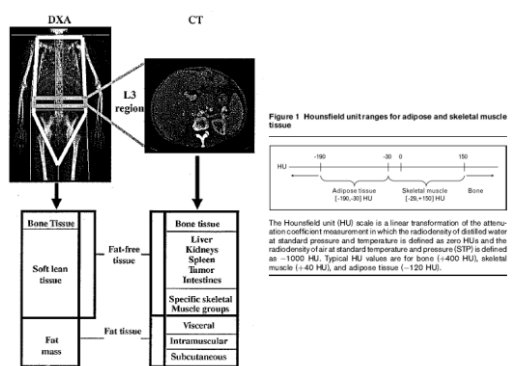 DXA
CT
L3
region
Bone Tissue
Soft lean
tissue
Fat
mass
Fat-free
tissue
Fat tissue
Bone tissue
Liver
Kidneys
Spleen
Tumor
Intestines
Specific skeletal
Muscle groups
Visceral
Intramuscular
Subcutaneous
Figure 1 Hounsfield unit ranges for adipose and skeletal muscle
tissue
-190
-30
0
150
HU
Adipose tissue
[-190,-30] HU
Skeletal muscle
[-29,+150] HU
Bone
The Hounsfield unit (HU) scale is a linear transformation of the attenu-
ation coefficient measurement in which the radiodensity of distilled water
at standard pressure and temperature is defined as zero HUs and the
radiodensity of air at standard temperature and pressure (STP) is defined
as −1000 HU. Typical HU values are for bone (+400 HU), skeletal
muscle (+40 HU), and adipose tissue (−120 HU).